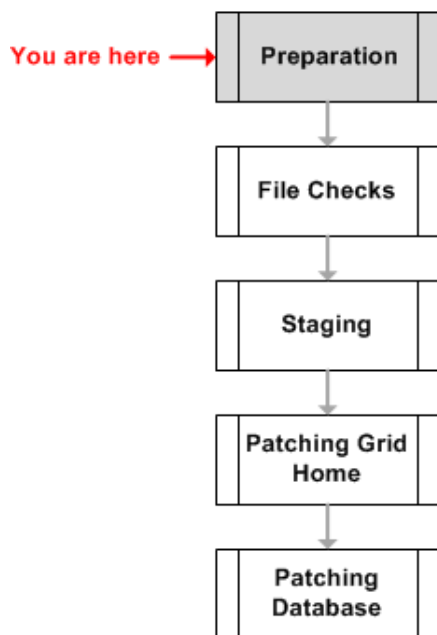 You are here
Preparation
File Checks
Staging
Patching Grid
Home
Patching
Database